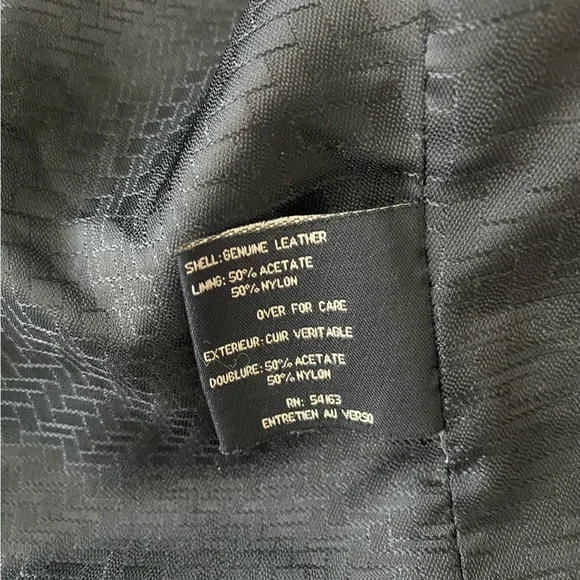 SHELL: GENUINE LEATHER
LINING: 50% ACETATE
50% NYLON
OVER FOR CARE
EXTERIEUR: CUIR VERITABLE
DOUBLURE: 50% ACETATE
50% NYLON
RN: 54163
ENTRETIEN AU VERSO